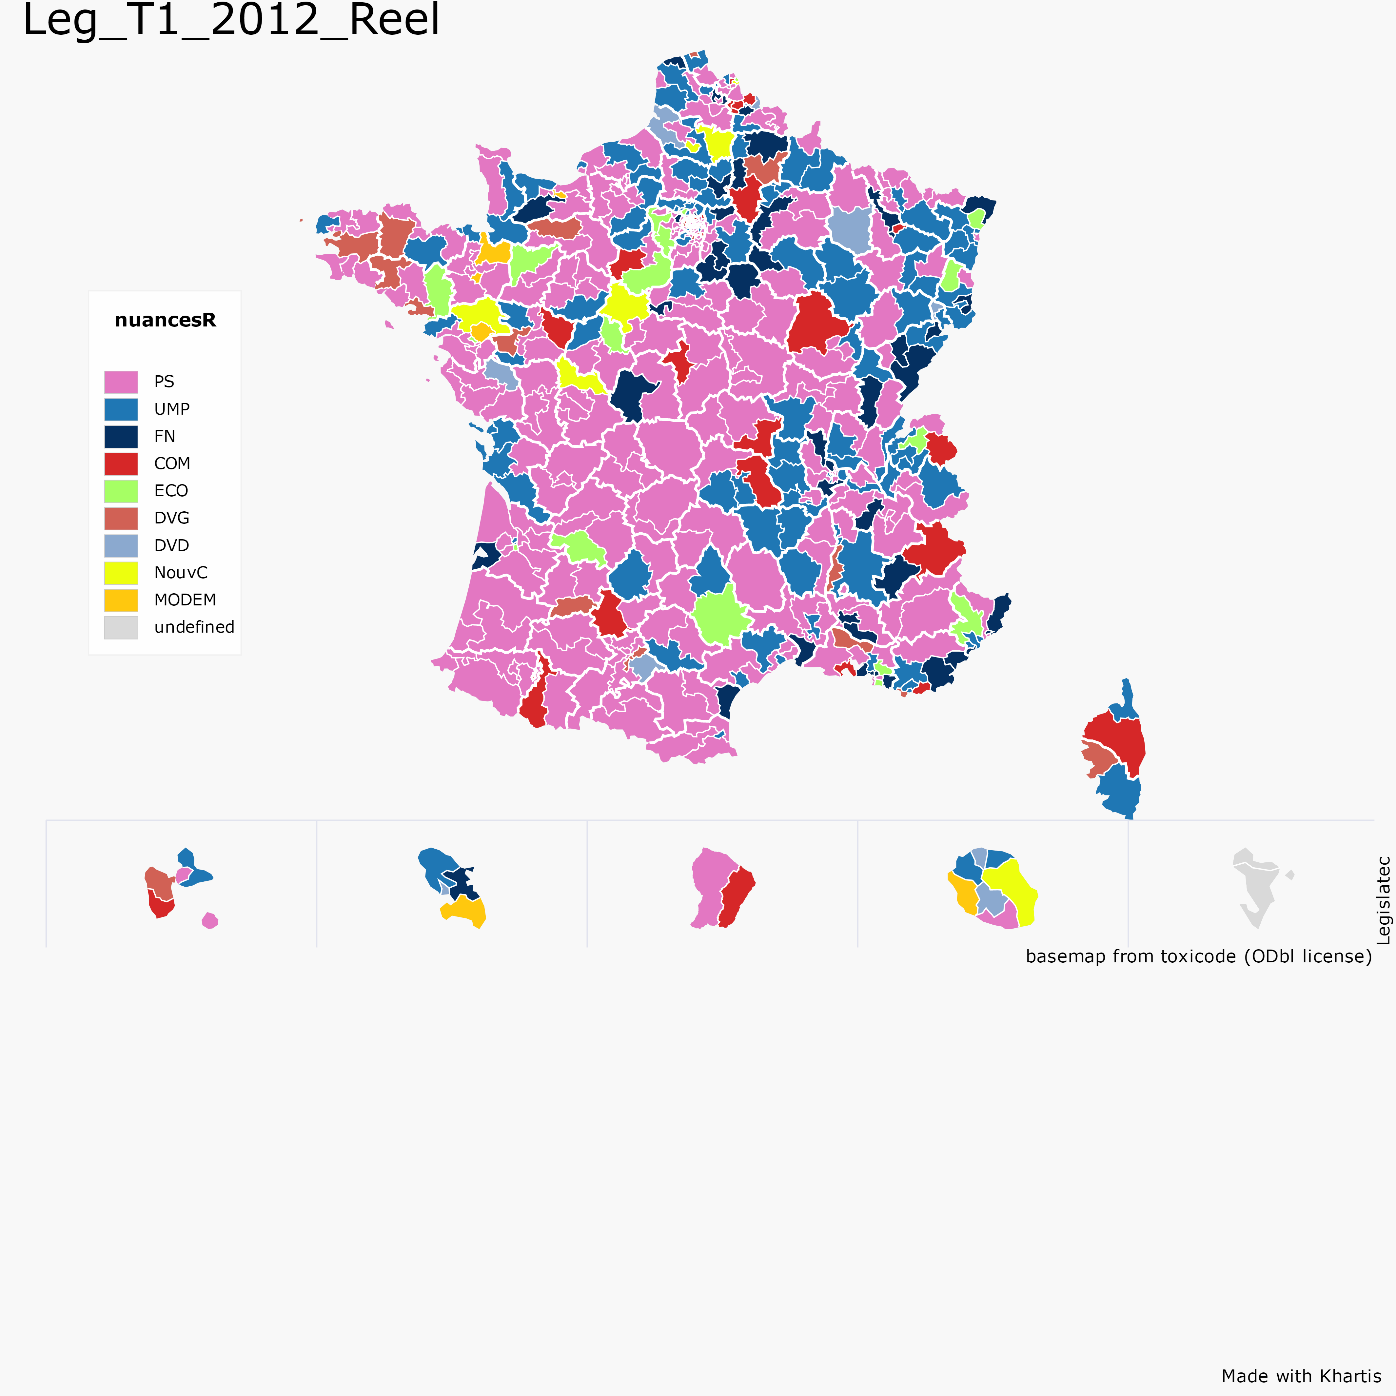 Leg_T1_2012_Reel
nuancesR
PS
UMP
FN
COM
ECO
DVG
DVD
NouvC
MODEM
undefined
Legislatec
basemap from toxicode (ODbl license)
Made with Khartis